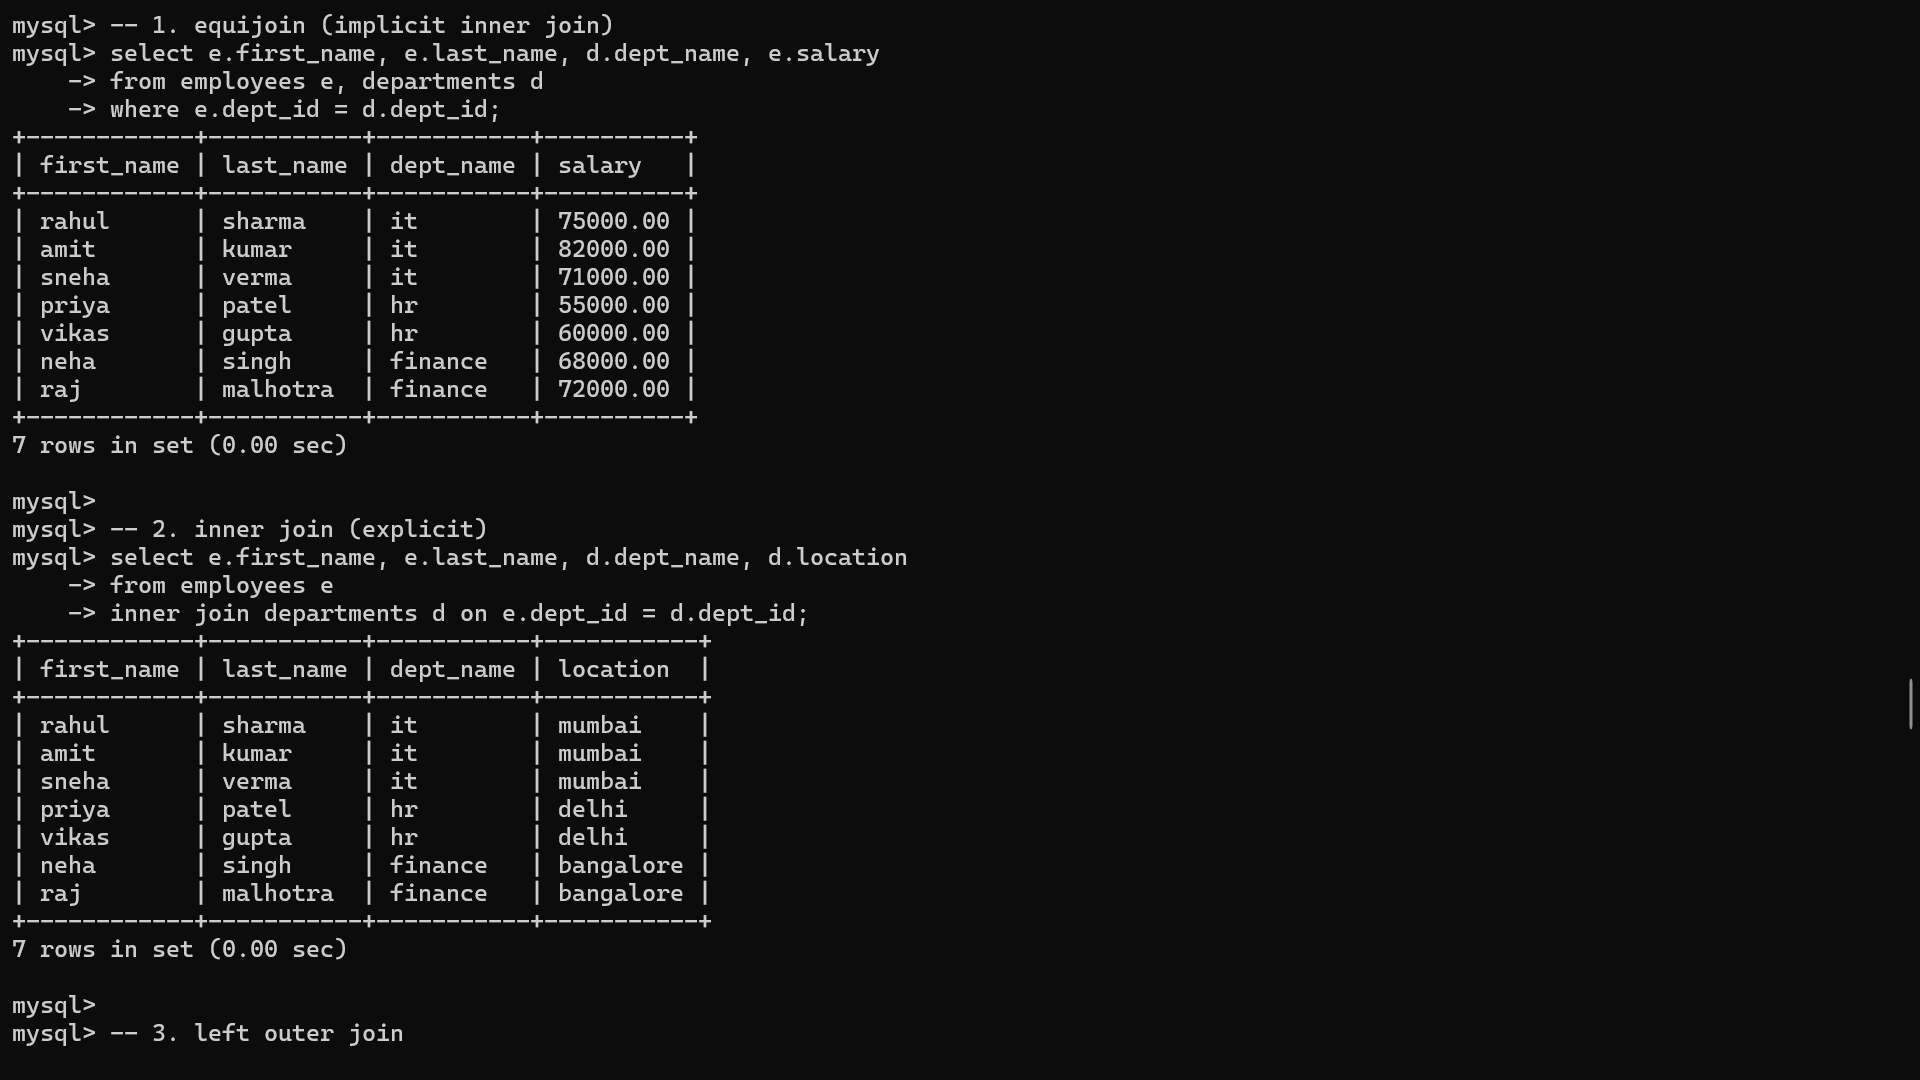 mysql> -- 1. equijoin (implicit inner join)
mysql> select e.first_name, e.last_name, d.dept_name, e.salary
    -> from employees e, departments d
    -> where e.dept_id = d.dept_id;
+------------+-----------+-----------+----------+
| first_name | last_name | dept_name | salary   |
+------------+-----------+-----------+----------+
| rahul      | sharma    | it        | 75000.00 |
| amit       | kumar     | it        | 82000.00 |
| sneha      | verma     | it        | 71000.00 |
| priya      | patel     | hr        | 55000.00 |
| vikas      | gupta     | hr        | 60000.00 |
| neha       | singh     | finance   | 68000.00 |
| raj        | malhotra  | finance   | 72000.00 |
+------------+-----------+-----------+----------+
7 rows in set (0.00 sec)

mysql>
mysql> -- 2. inner join (explicit)
mysql> select e.first_name, e.last_name, d.dept_name, d.location
    -> from employees e
    -> inner join departments d on e.dept_id = d.dept_id;
+------------+-----------+-----------+-----------+
| first_name | last_name | dept_name | location  |
+------------+-----------+-----------+-----------+
| rahul      | sharma    | it        | mumbai    |
| amit       | kumar     | it        | mumbai    |
| sneha      | verma     | it        | mumbai    |
| priya      | patel     | hr        | delhi     |
| vikas      | gupta     | hr        | delhi     |
| neha       | singh     | finance   | bangalore |
| raj        | malhotra  | finance   | bangalore |
+------------+-----------+-----------+-----------+
7 rows in set (0.00 sec)

mysql>
mysql> -- 3. left outer join